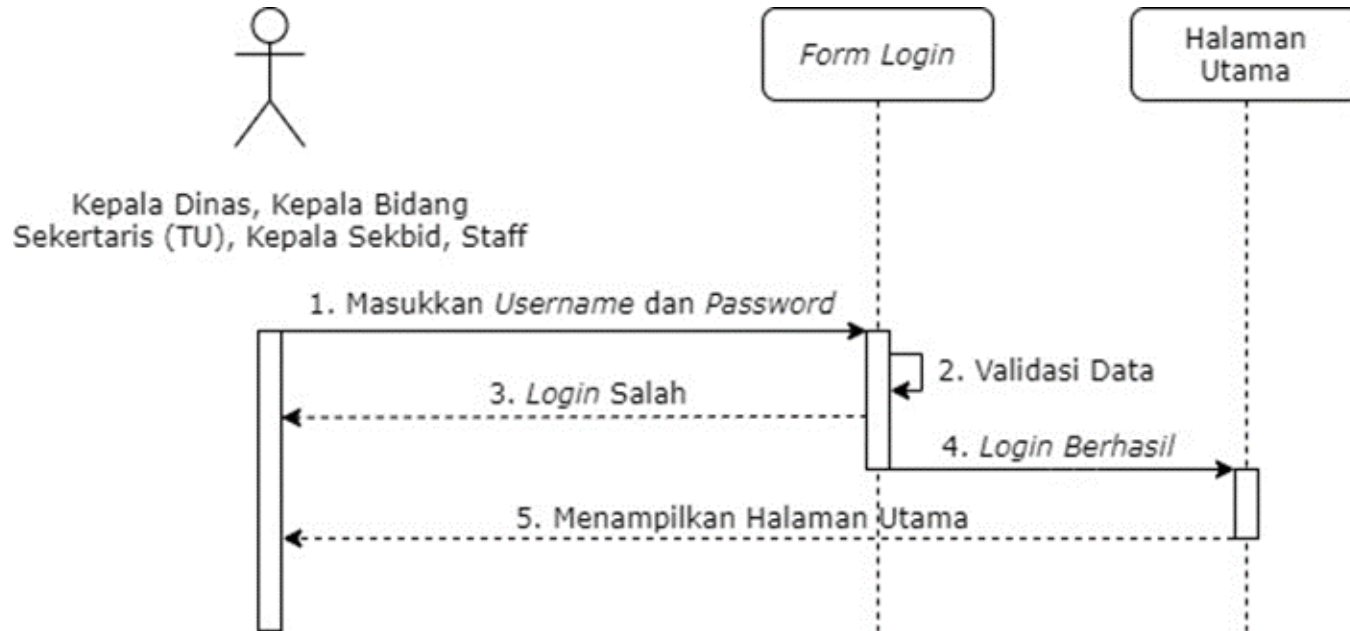 Form Login
Halaman
Utama
Kepala Dinas, Kepala Bidang
Sekertaris (TU), Kepala Sekbid, Staff
1. Masukkan Username dan Password
2. Validasi Data
3. Login Salah
4. Login Berhasil
5. Menampilkan Halaman Utama